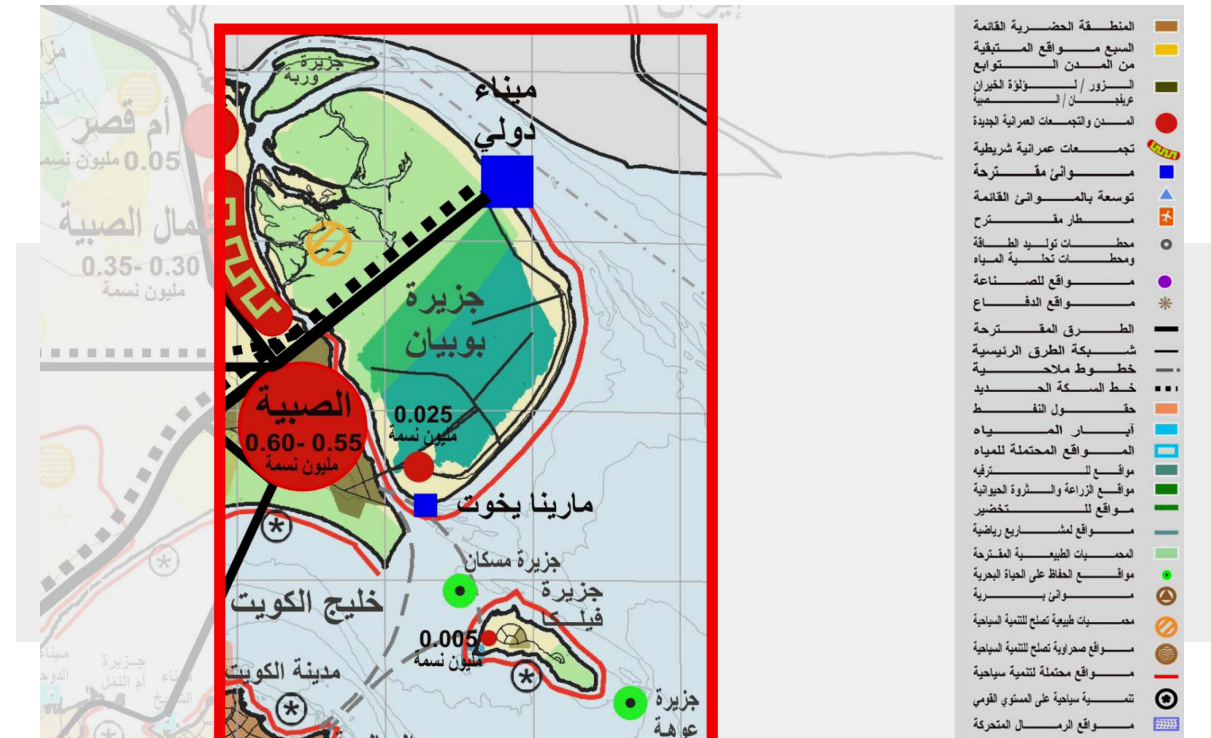 إيران
جزيرة
وربة
ميناء
دولي
أم قصر
0.05 مليون نسمة
شمال الصبية
0.35 -0.30
مليون نسمة
جزيرة
بوبيان
الصبية
0.60 -0.55
مليون نسمة
0.025
مليون نسمة
مارينا يخوت
جزيرة مسكان
جزيرة
فيلكا
0.005
مليون نسمة
خليج الكويت
مدينة الكويت
جزيرة
عوهة
جزيرة
أم النمل
ميناء
المنطقة الحضرية القائمة
السبع مواقع المتبقية
من المدن التوابع
الزور / لؤلؤة الخيران
عريفجان / الصبية
المدن والتجمعات العمرانية الجديدة
تجمعات عمرانية شريطية
موانئ مقترحة
توسعة بالموانئ القائمة
مطار مقترح
محطات توليد الطاقة
ومحطات تحلية المياه
مواقع للصناعة
مواقع الدفاع
الطرق المقترحة
شبكة الطرق الرئيسية
خطوط ملاحية
خط السكة الحديد
حقول النفط
آبار المياه
المواقع المحتملة للمياه
مواقع للترفيه
مواقع الزراعة والثروة الحيوانية
مواقع للتخضير
مواقع لمشاريع رياضية
المحميات الطبيعية المقترحة
مواقع الحفاظ على الحياة البحرية
موانئ برية
محميات طبيعية تصلح للتنمية السياحية
مواقع صحراوية تصلح للتنمية السياحية
مواقع محتملة لتنمية سياحية
تنمية سياحية على المستوي القومي
مواقع الرمال المتحركة